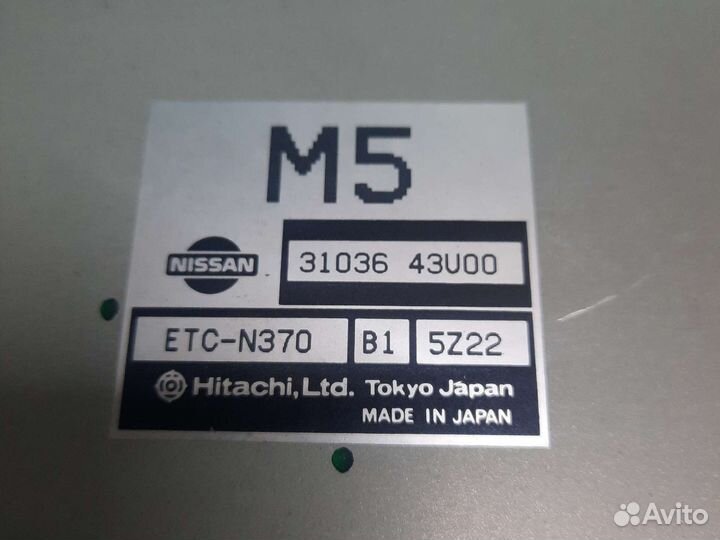 M5
NISSAN 31036 43U00
ETC-N370 B1 5Z22
Hitachi, Ltd. Tokyo Japan
MADE IN JAPAN
Avito